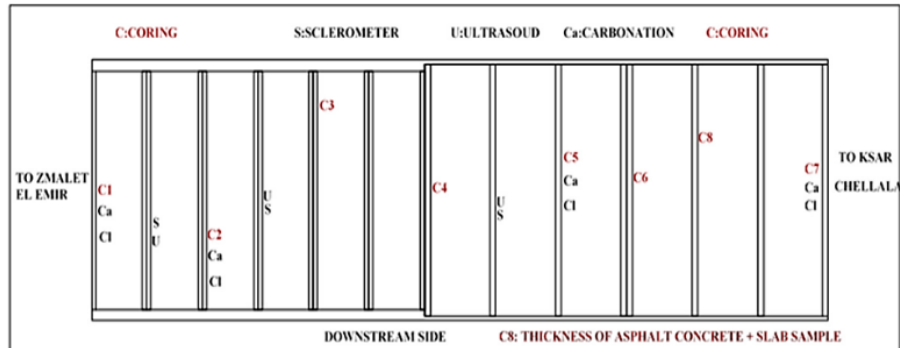 C:CORING S:SCLEROMETER U:ULTRASOUD Ca:CARBONATION C:CORING
TO ZMALET
EL EMIR
C1
Ca
Cl
S
U
C2
Ca
Cl
U
S
C3
C4
U
S
C5
Ca
Cl
C6
C8
C7
Ca
Cl
TO KSAR
CHELLALA
DOWNSTREAM SIDE C8: THICKNESS OF ASPHALT CONCRETE + SLAB SAMPLE